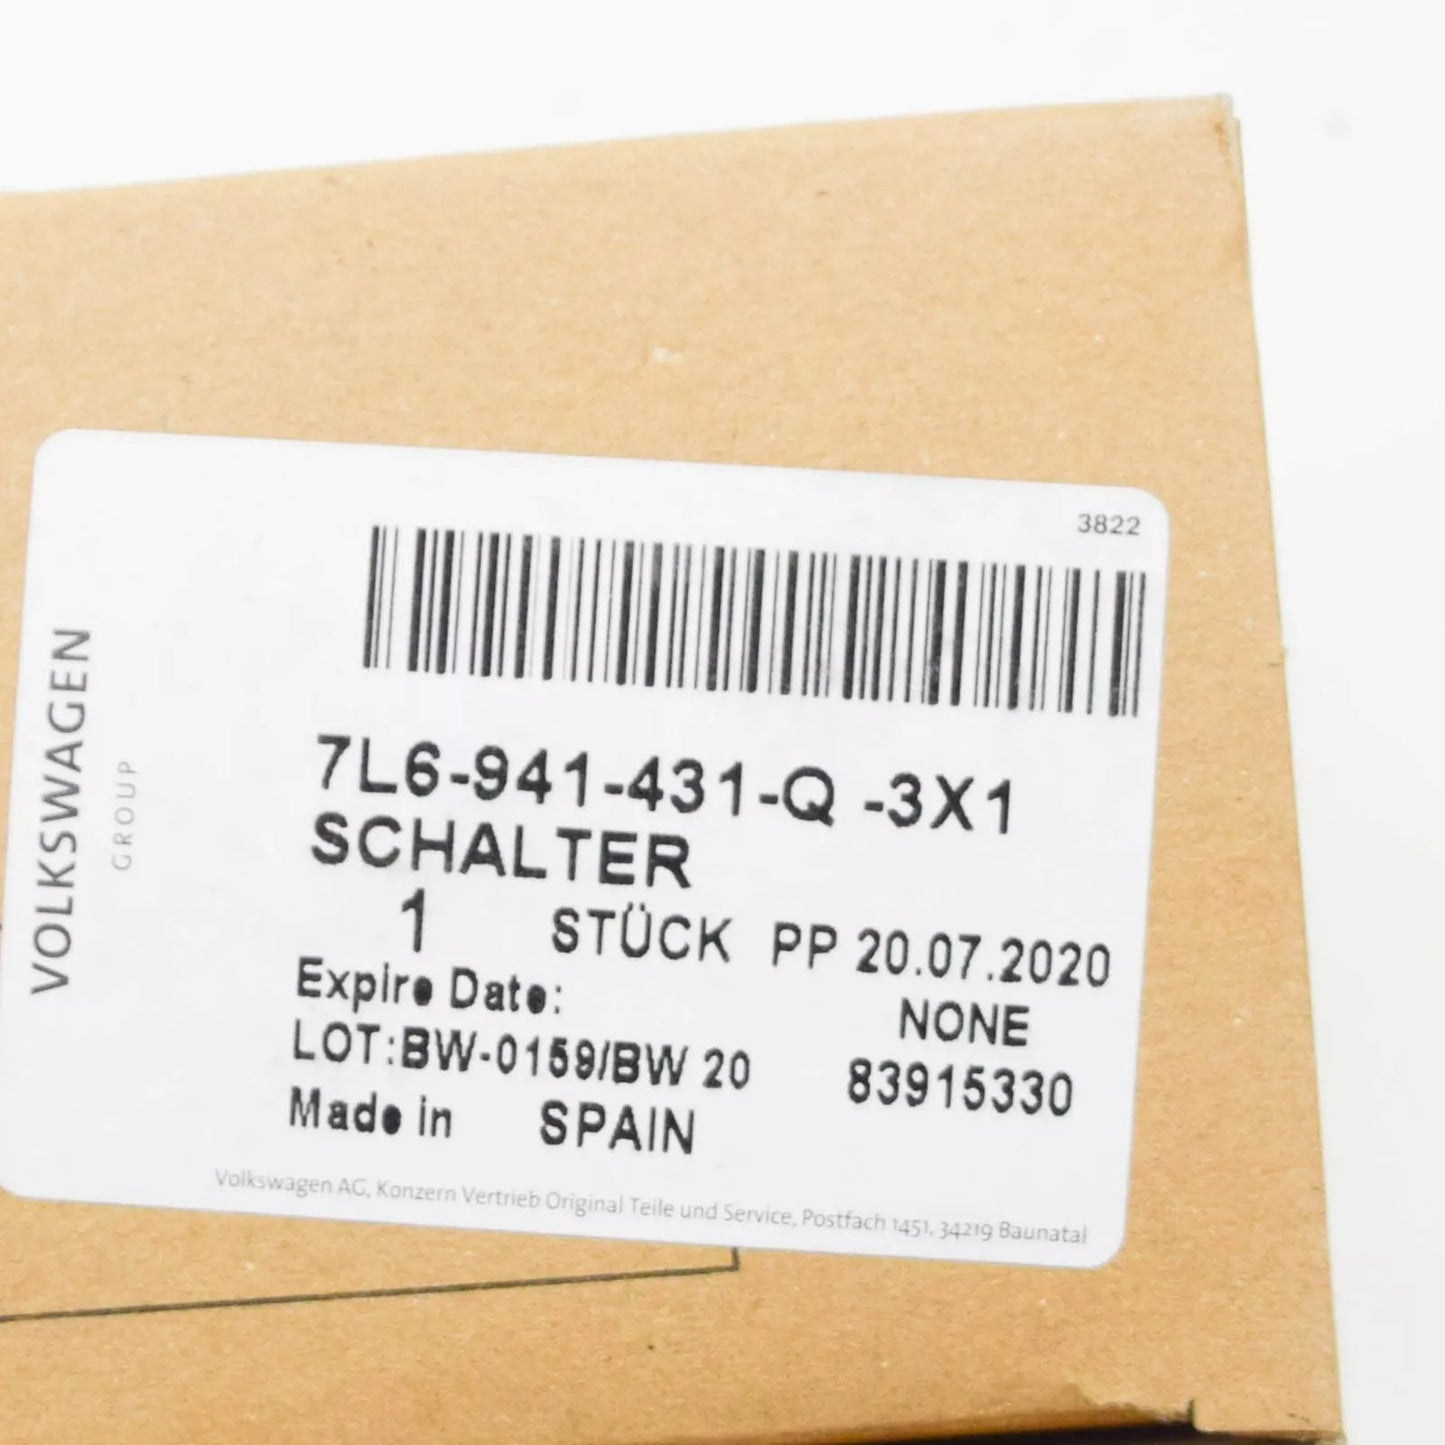 3822
VOLKSWAGEN
GROUP
7L6-941-431-Q -3X1
SCHALTER
1 STÜCK PP 20.07.2020
Expire Date: NONE
LOT:BW-0159/BW 20 83915330
Made in SPAIN
Volkswagen AG, Konzern Vertrieb Original Teile und Service, Postfach 1451, 34219 Baunatal